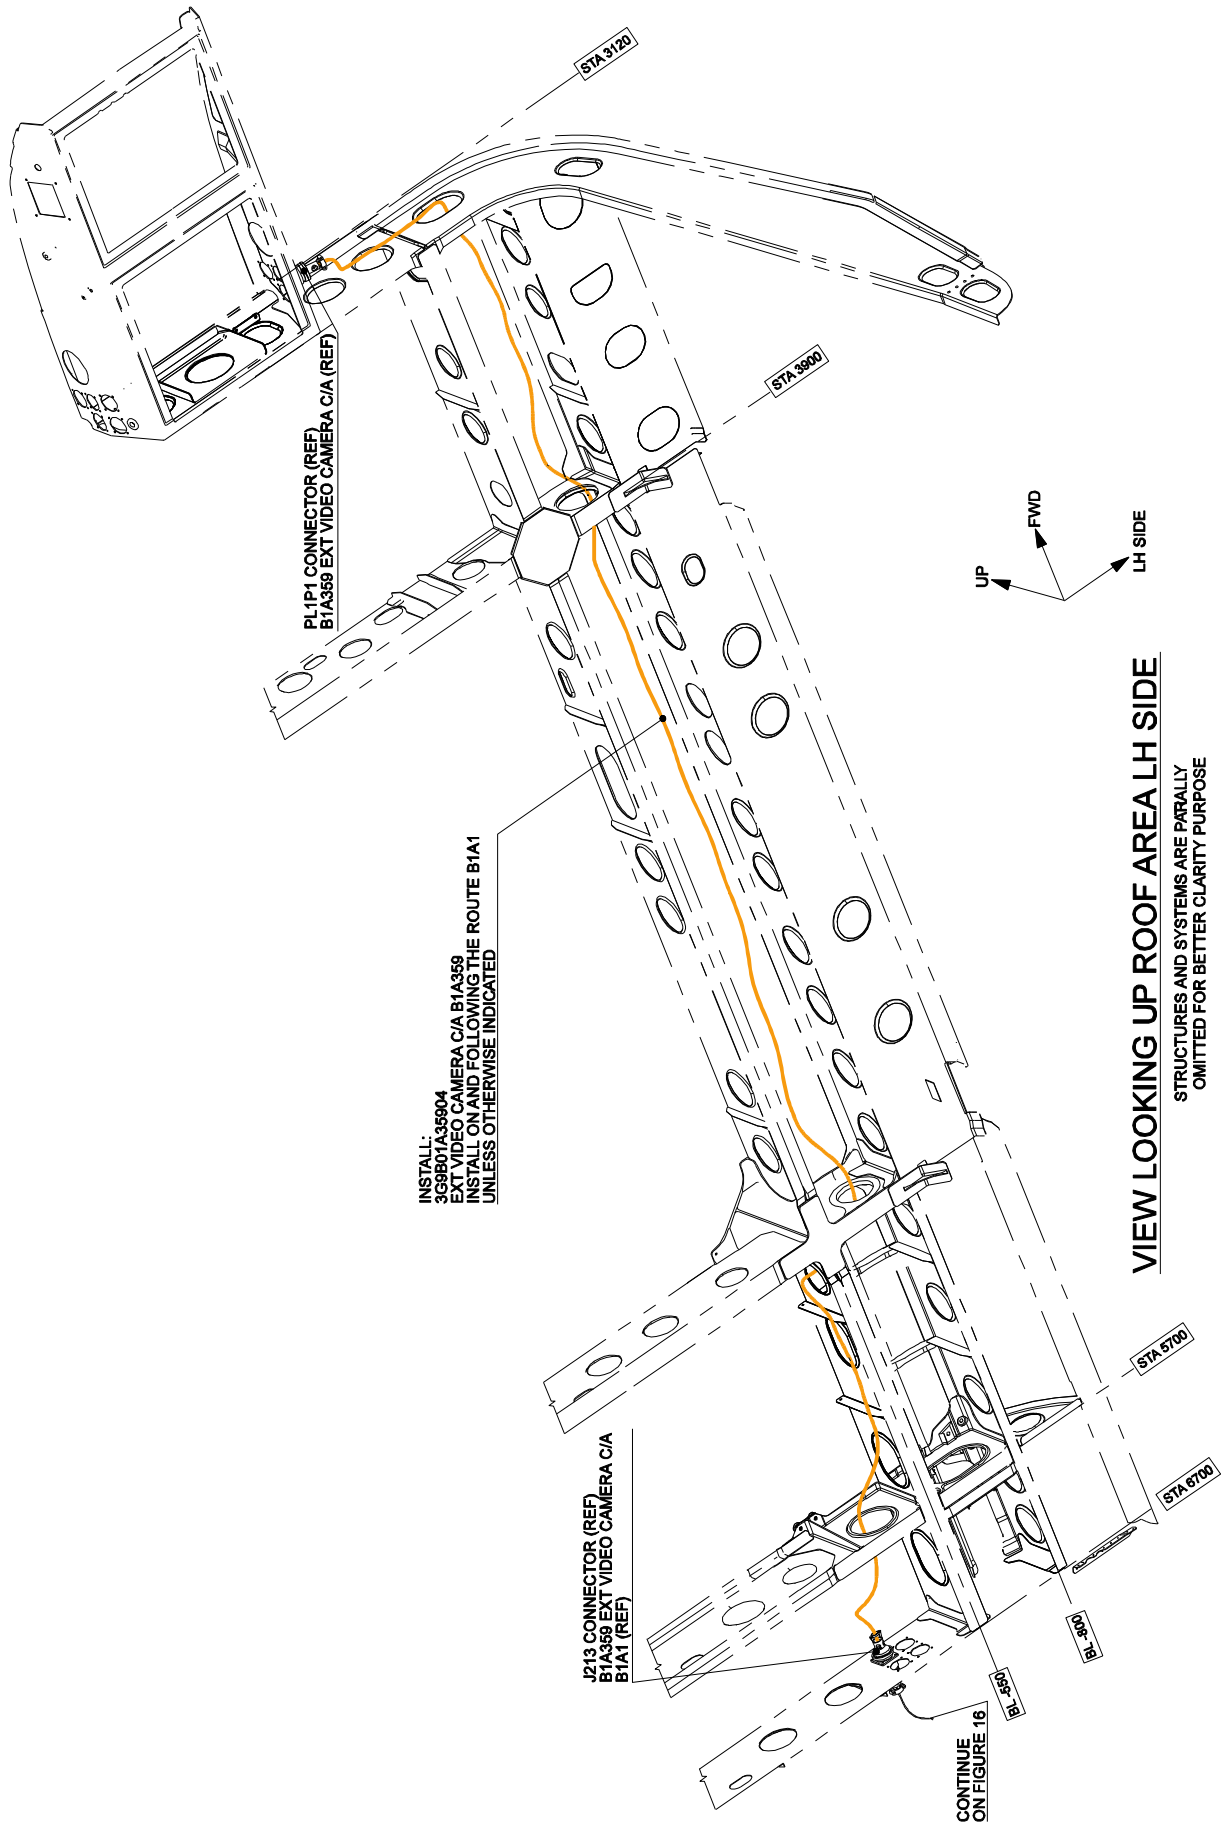 STA 3120
PL1P1 CONNECTOR (REF)
B1A359 EXT VIDEO CAMERA C/A (REF)
STA 3900
INSTALL:
3G9B01A35904
EXT VIDEO CAMERA C/A B1A359
INSTALL ON AND FOLLOWING THE ROUTE B1A1
UNLESS OTHERWISE INDICATED
UP
FWD
LH SIDE
J213 CONNECTOR (REF)
B1A359 EXT VIDEO CAMERA C/A
B1A1 (REF)
STA 5700
STA 6700
BL -800
BL -550
CONTINUE
ON FIGURE 16
VIEW LOOKING UP ROOF AREA LH SIDE
STRUCTURES AND SYSTEMS ARE PARALLY
OMITTED FOR BETTER CLARITY PURPOSE